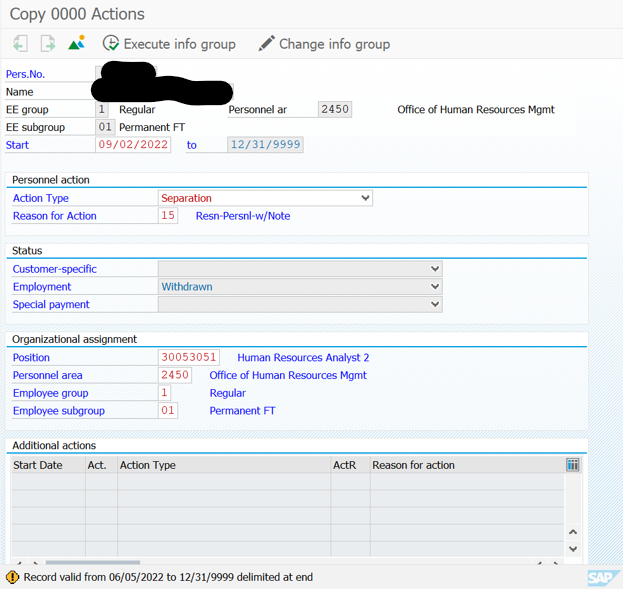 Copy 0000 Actions
Execute info group Change info group
Pers.No.
Name
EE group 1 Regular Personnel ar 2450 Office of Human Resources Mgmt
EE subgroup 01 Permanent FT
Start 09/02/2022 to 12/31/9999
Personnel action
Action Type Separation
Reason for Action 15 Resn-Persnl-w/Note
Status
Customer-specific
Employment Withdrawn
Special payment
Organizational assignment
Position 30053051 Human Resources Analyst 2
Personnel area 2450 Office of Human Resources Mgmt
Employee group 1 Regular
Employee subgroup 01 Permanent FT
Additional actions
Start Date Act. Action Type ActR Reason for action
Record valid from 06/05/2022 to 12/31/9999 delimited at end SAP